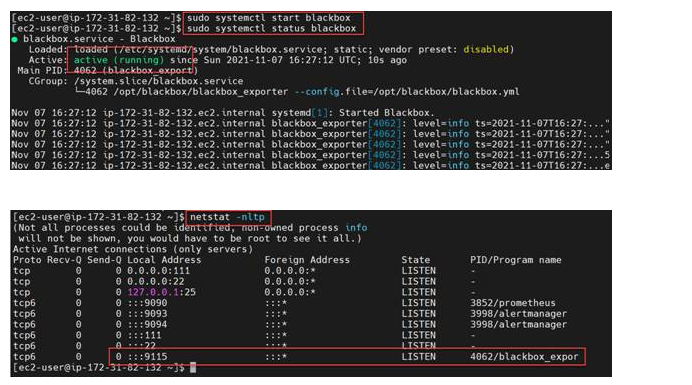 [ec2-user@ip-172-31-82-132 ~]$ sudo systemctl start blackbox
[ec2-user@ip-172-31-82-132 ~]$ sudo systemctl status blackbox
● blackbox.service - Blackbox
Loaded: loaded (/etc/systemd/system/blackbox.service; static; vendor preset: disabled)
Active: active (running) since Sun 2021-11-07 16:27:12 UTC; 10s ago
Main PID: 4062 (blackbox_export)
CGroup: /system.slice/blackbox.service
└─4062 /opt/blackbox/blackbox_exporter --config.file=/opt/blackbox/blackbox.yml
Nov 07 16:27:12 ip-172-31-82-132.ec2.internal systemd[1]: Started Blackbox.
Nov 07 16:27:12 ip-172-31-82-132.ec2.internal blackbox_exporter[4062]: level=info ts=2021-11-07T16:27:..."
Nov 07 16:27:12 ip-172-31-82-132.ec2.internal blackbox_exporter[4062]: level=info ts=2021-11-07T16:27:..."
Nov 07 16:27:12 ip-172-31-82-132.ec2.internal blackbox_exporter[4062]: level=info ts=2021-11-07T16:27:..."
Nov 07 16:27:12 ip-172-31-82-132.ec2.internal blackbox_exporter[4062]: level=info ts=2021-11-07T16:27:...5
Nov 07 16:27:12 ip-172-31-82-132.ec2.internal blackbox_exporter[4062]: level=info ts=2021-11-07T16:27:...e
[ec2-user@ip-172-31-82-132 ~]$ netstat -nltp
(Not all processes could be identified, non-owned process info
will not be shown, you would have to be root to see it all.)
Active Internet connections (only servers)
Proto Recv-Q Send-Q Local Address Foreign Address State PID/Program name
tcp 0 0 0.0.0.0:111 0.0.0.0:* LISTEN -
tcp 0 0 0.0.0.0:22 0.0.0.0:* LISTEN -
tcp 0 0 127.0.0.1:25 0.0.0.0:* LISTEN -
tcp6 0 0 :::9090 :::* LISTEN 3852/prometheus
tcp6 0 0 :::9093 :::* LISTEN 3998/alertmanager
tcp6 0 0 :::9094 :::* LISTEN 3998/alertmanager
tcp6 0 0 :::111 :::* LISTEN -
tcp6 0 0 :::22 :::* LISTEN -
tcp6 0 0 :::9115 :::* LISTEN 4062/blackbox_expor
[ec2-user@ip-172-31-82-132 ~]$